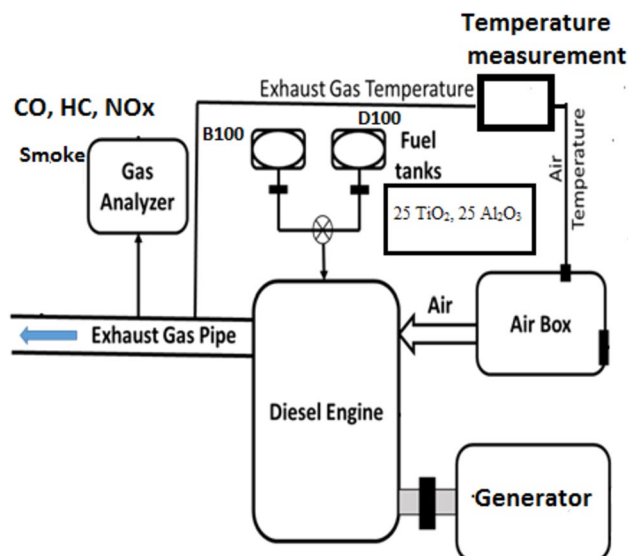 Temperature
measurement
Exhaust Gas Temperature
CO, HC, NOx
Smoke
Gas
Analyzer
B100
D100
Fuel
tanks
25 TiO₂, 25 Al₂O₃
Air
Temperature
Air
Air Box
Exhaust Gas Pipe
Diesel Engine
Generator